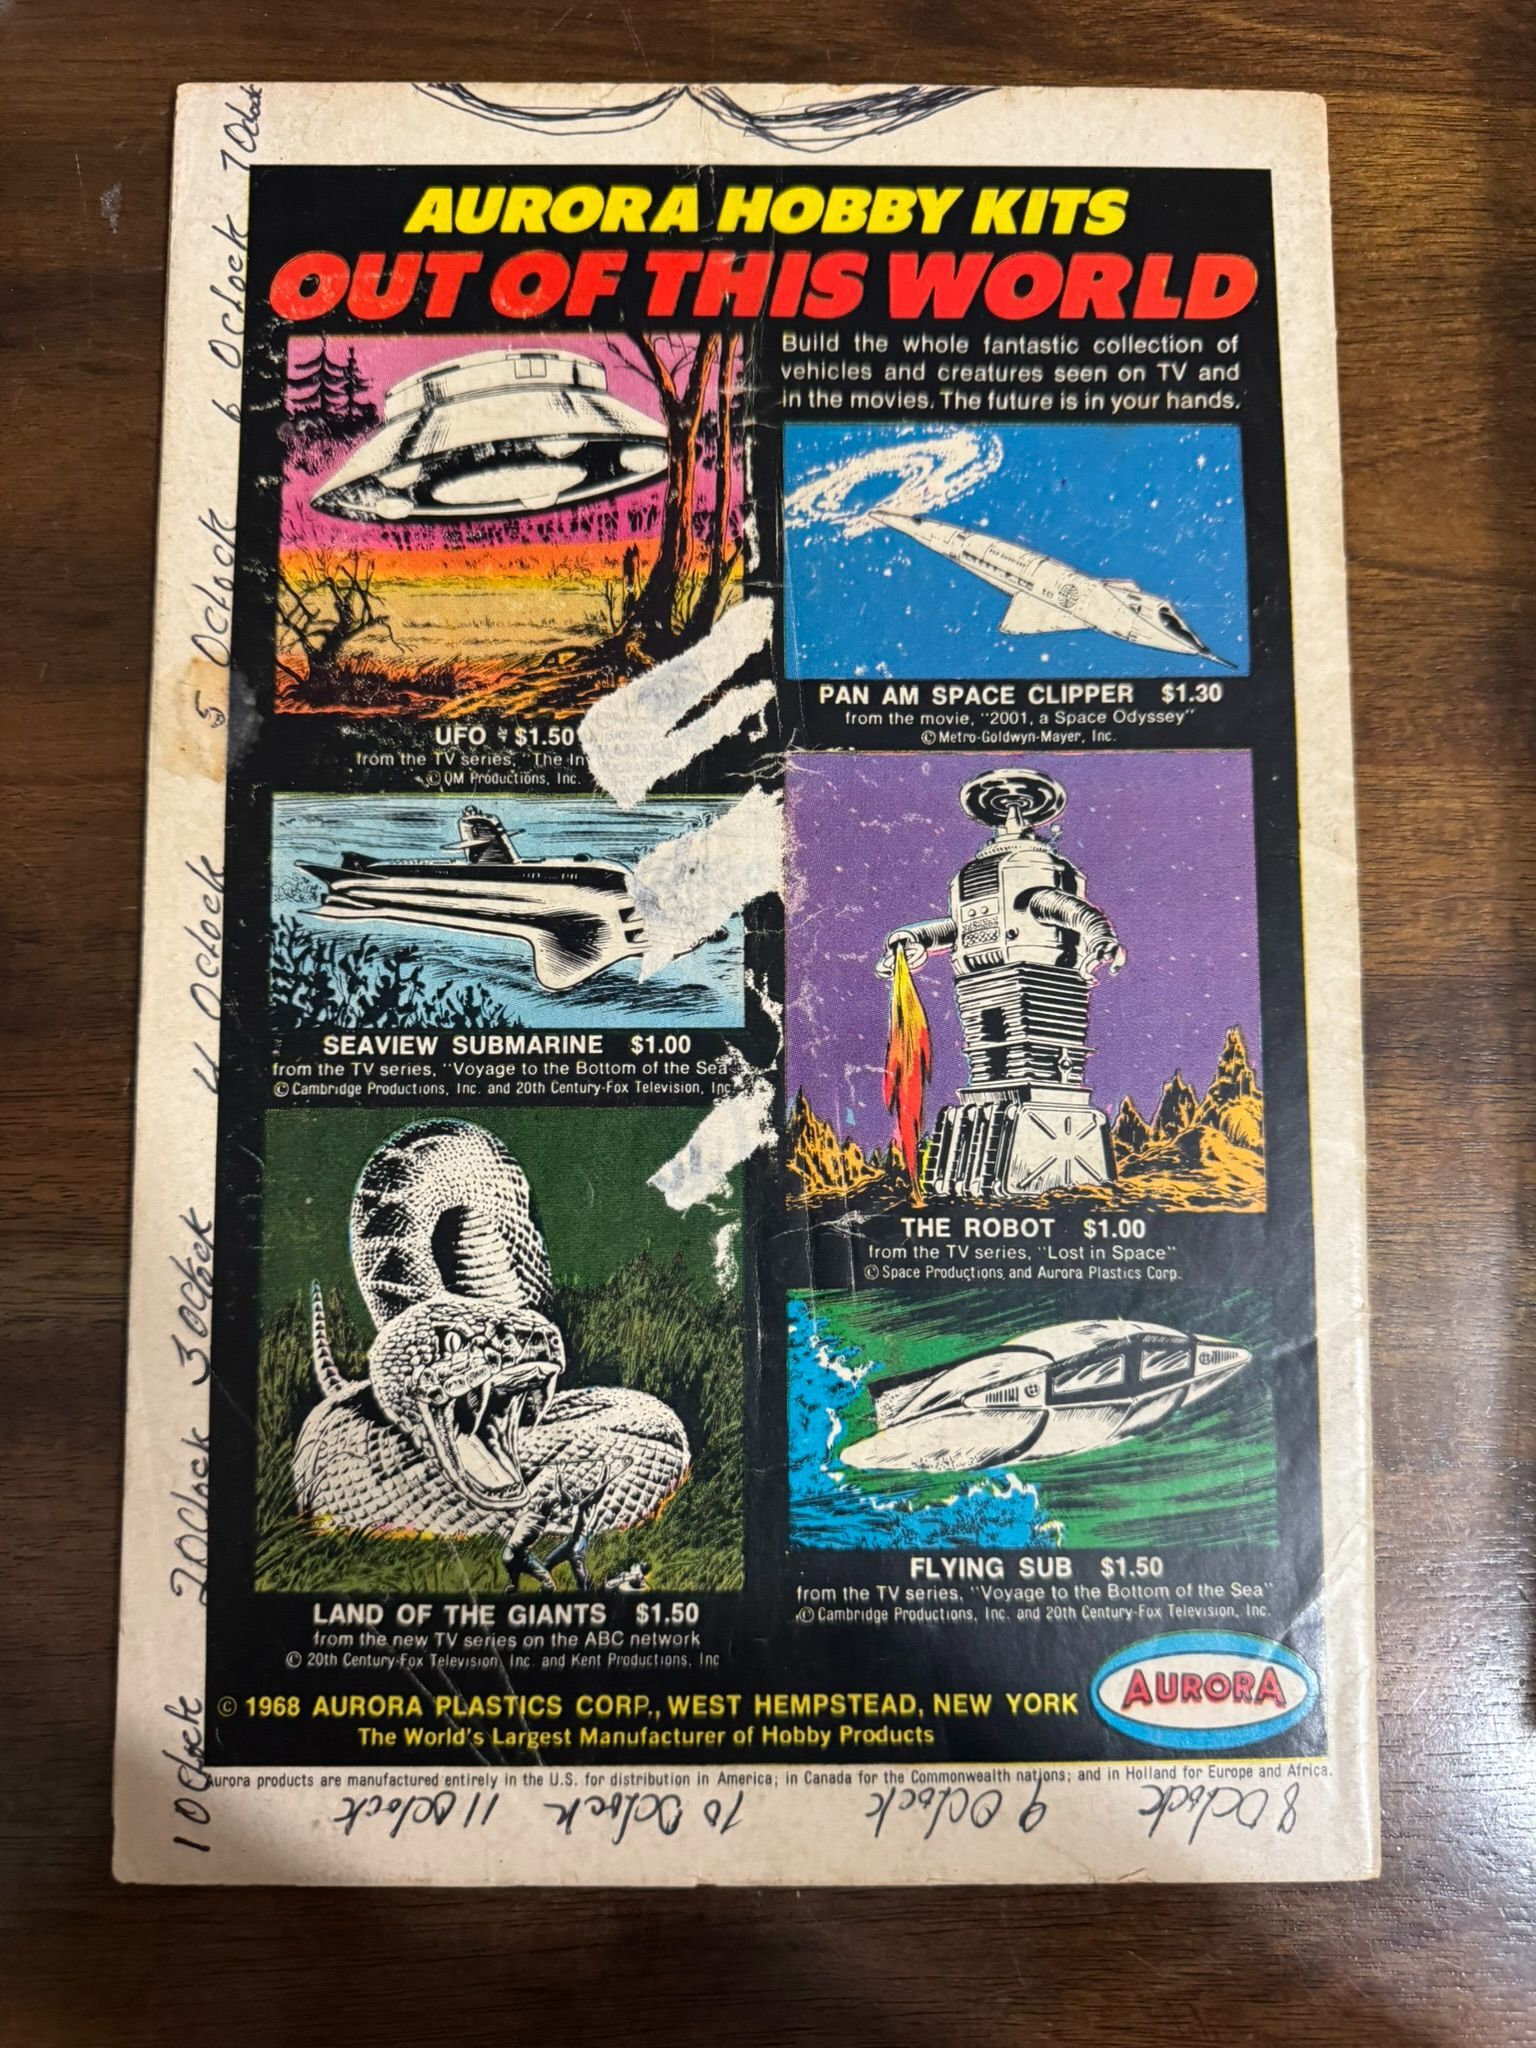 AURORA HOBBY KITS
OUT OF THIS WORLD
Build the whole fantastic collection of
vehicles and creatures seen on TV and
in the movies. The future is in your hands.
UFO $1.50
from the TV series, "The In
© QM Productions, Inc.
PAN AM SPACE CLIPPER $1.30
from the movie, "2001, a Space Odyssey"
© Metro-Goldwyn-Mayer, Inc.
SEAVIEW SUBMARINE $1.00
from the TV series, "Voyage to the Bottom of the Sea
© Cambridge Productions, Inc. and 20th Century-Fox Television, Inc
THE ROBOT $1.00
from the TV series, "Lost in Space"
© Space Productions and Aurora Plastics Corp.
LAND OF THE GIANTS $1.50
from the new TV series on the ABC network
© 20th Century-Fox Television, Inc. and Kent Productions, Inc
FLYING SUB $1.50
from the TV series, "Voyage to the Bottom of the Sea"
© Cambridge Productions, Inc. and 20th Century-Fox Television, Inc.
© 1968 AURORA PLASTICS CORP., WEST HEMPSTEAD, NEW YORK
The World's Largest Manufacturer of Hobby Products
AURORA
Aurora products are manufactured entirely in the U.S. for distribution in America; in Canada for the Commonwealth nations; and in Holland for Europe and Africa.
1 Oclock
2 Oclock
3 Oclock
4 Oclock
5 Oclock
6 Oclock
7 Oclock
8 Oclock
9 Oclock
10 Oclock
11 Oclock